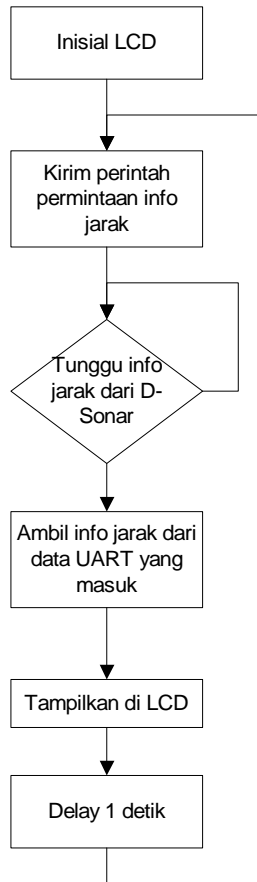 Inisial LCD
Kirim perintah
permintaan info
jarak
Tunggu info
jarak dari D-
Sonar
Ambil info jarak dari
data UART yang
masuk
Tampilkan di LCD
Delay 1 detik